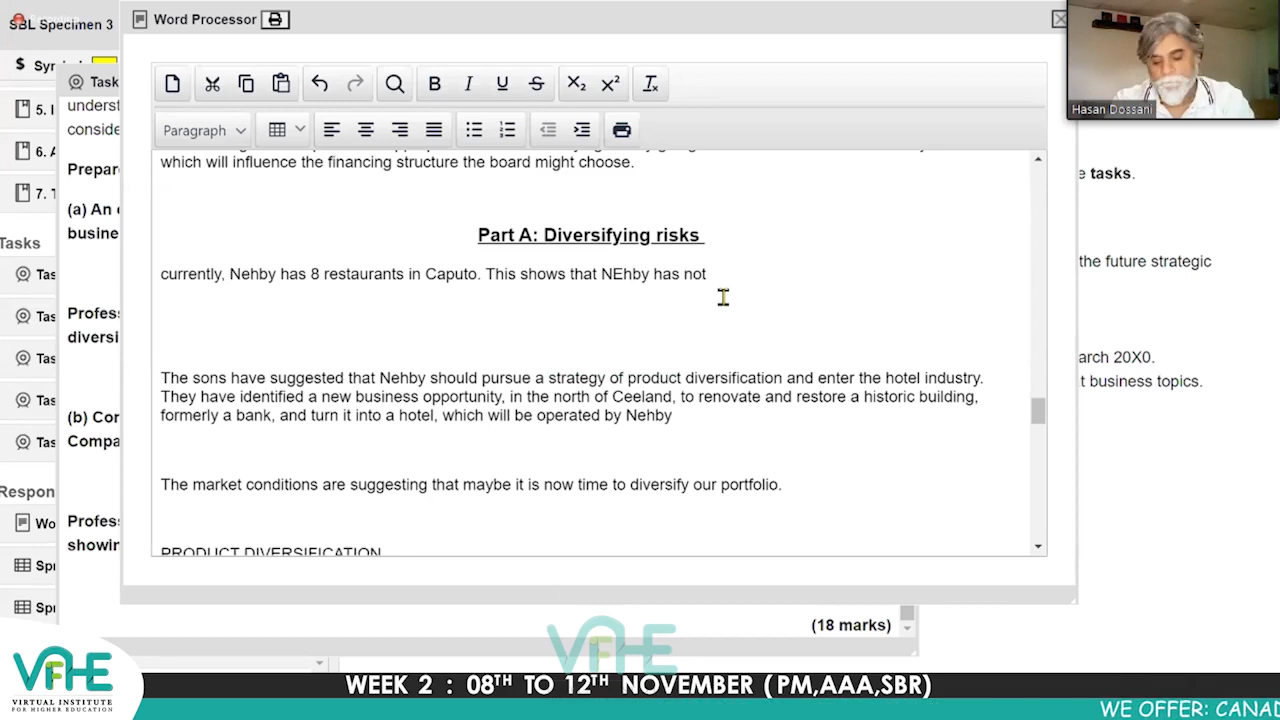 SBL Specimen 3
Word Processor
Hasan Dossani
$ Syr
Task
5. I
6. A
7. T
underst
conside
Prepar
(a) An
busine
Tasks
Tas
Tas
Tas
Tas
Tas
Profess
diversi
(b) Cor
Compa
Respon
Wo
Spr
Spr
Profess
showin
Paragraph
which will influence the financing structure the board might choose.
Part A: Diversifying risks
currently, Nehby has 8 restaurants in Caputo. This shows that NEhby has not
The sons have suggested that Nehby should pursue a strategy of product diversification and enter the hotel industry.
They have identified a new business opportunity, in the north of Ceeland, to renovate and restore a historic building,
formerly a bank, and turn it into a hotel, which will be operated by Nehby
The market conditions are suggesting that maybe it is now time to diversify our portfolio.
PRODUCT DIVERSIFICATION
e tasks.
the future strategic
arch 20X0.
t business topics.
(18 marks)
VFHE
VFHE
VIRTUAL INSTITUTE
FOR HIGHER EDUCATION
WEEK 2 : 08TH TO 12TH NOVEMBER (PM,AAA,SBR)
WE OFFER: CANAD